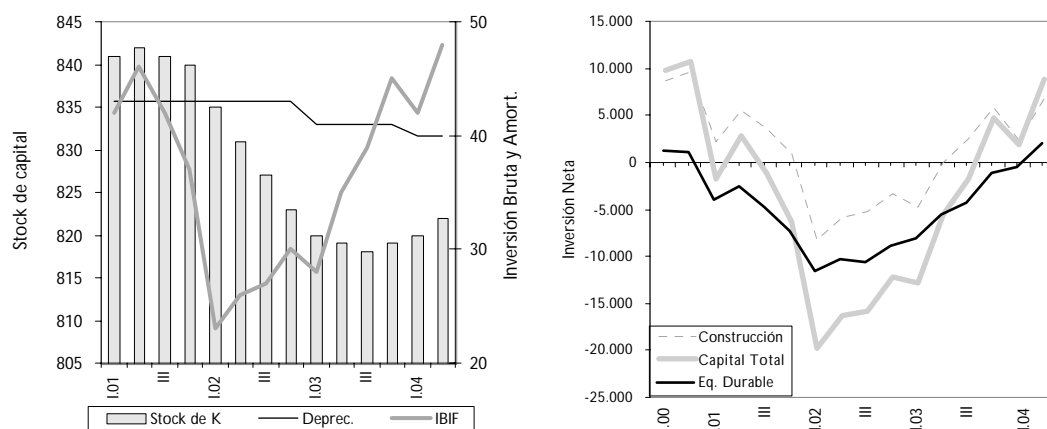 845
840
835
830
825
820
815
810
805
Stock de capital
50
40
30
20
Inversión Bruta y Amort.
I.01
III
I.02
III
I.03
III
I.04
Stock de K
Deprec.
IBIF
15.000
10.000
5.000
0
-5.000
-10.000
-15.000
-20.000
-25.000
Inversión Neta
Construcción
Capital Total
Eq. Durable
.00
I.01
III
I.02
III
I.03
III
I.04